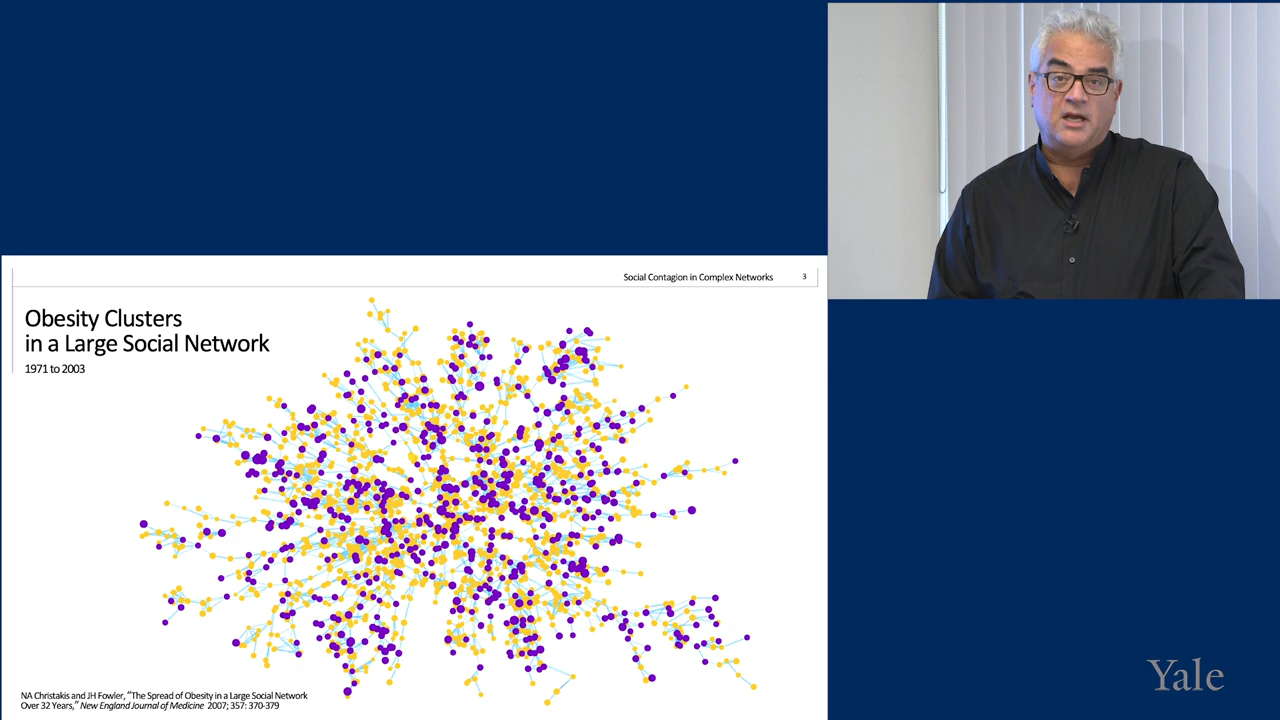 Social Contagion in Complex Networks 3
Obesity Clusters
in a Large Social Network
1971 to 2003
NA Christakis and JH Fowler, "The Spread of Obesity in a Large Social Network
Over 32 Years," New England Journal of Medicine 2007; 357: 370-379
Yale